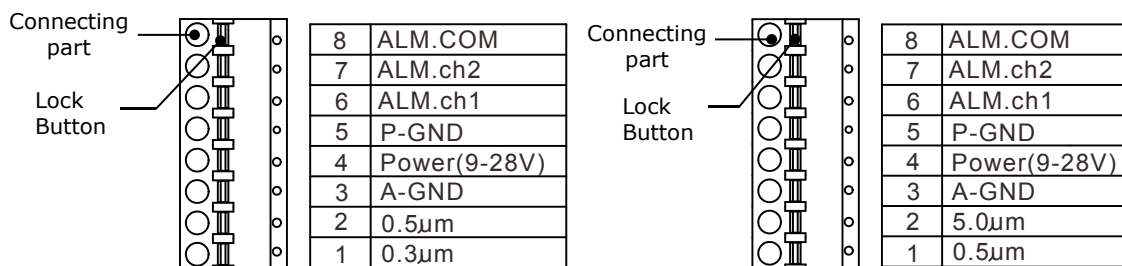 Connecting
part
Lock
Button
8 ALM.COM
7 ALM.ch2
6 ALM.ch1
5 P-GND
4 Power(9-28V)
3 A-GND
2 0.5μm
1 0.3μm
Connecting
part
Lock
Button
8 ALM.COM
7 ALM.ch2
6 ALM.ch1
5 P-GND
4 Power(9-28V)
3 A-GND
2 5.0μm
1 0.5μm